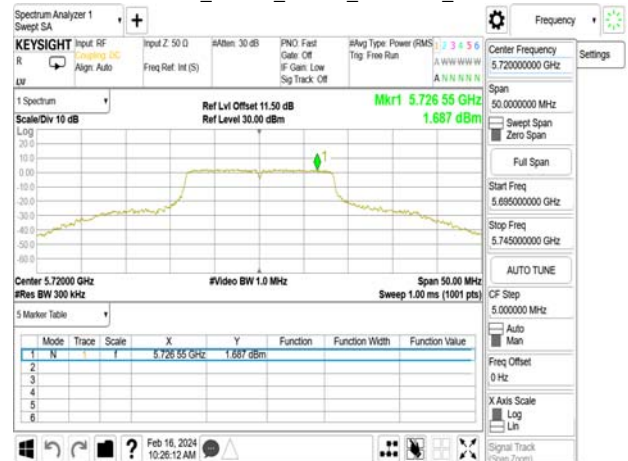 Spectrum Analyzer 1
Swept SA
Frequency
KEYSIGHT
Input: RF
Coupling: DC
Align: Auto
Input Z: 50 Ω
Freq Ref: Int (S)
#Atten: 30 dB
PNO: Fast
Gate: Off
IF Gain: Low
Sig Track: Off
#Avg Type: Power (RMS
Trig: Free Run
1 2 3 4 5 6
A W W W W W
A N N N N N
R
LV
Center Frequency
5.720000000 GHz
Settings
Span
50.0000000 MHz
Swept Span
Zero Span
Full Span
Start Freq
5.695000000 GHz
Stop Freq
5.745000000 GHz
AUTO TUNE
CF Step
5.000000 MHz
Auto
Man
Freq Offset
0 Hz
X Axis Scale
Log
Lin
Signal Track
(Span Zoom)
1 Spectrum
Scale/Div 10 dB
Ref Lvl Offset 11.50 dB
Ref Level 30.00 dBm
Mkr1 5.726 55 GHz
1.687 dBm
Log
20.0
10.0
0.00
-10.0
-20.0
-30.0
-40.0
-50.0
-60.0
1
Center 5.72000 GHz
#Res BW 300 kHz
#Video BW 1.0 MHz
Span 50.00 MHz
Sweep 1.00 ms (1001 pts)
5 Marker Table
Mode Trace Scale X Y Function Function Width Function Value
1 N 1 f 5.726 55 GHz 1.687 dBm
2
3
4
5
6
?
Feb 16, 2024
10:26:12 AM